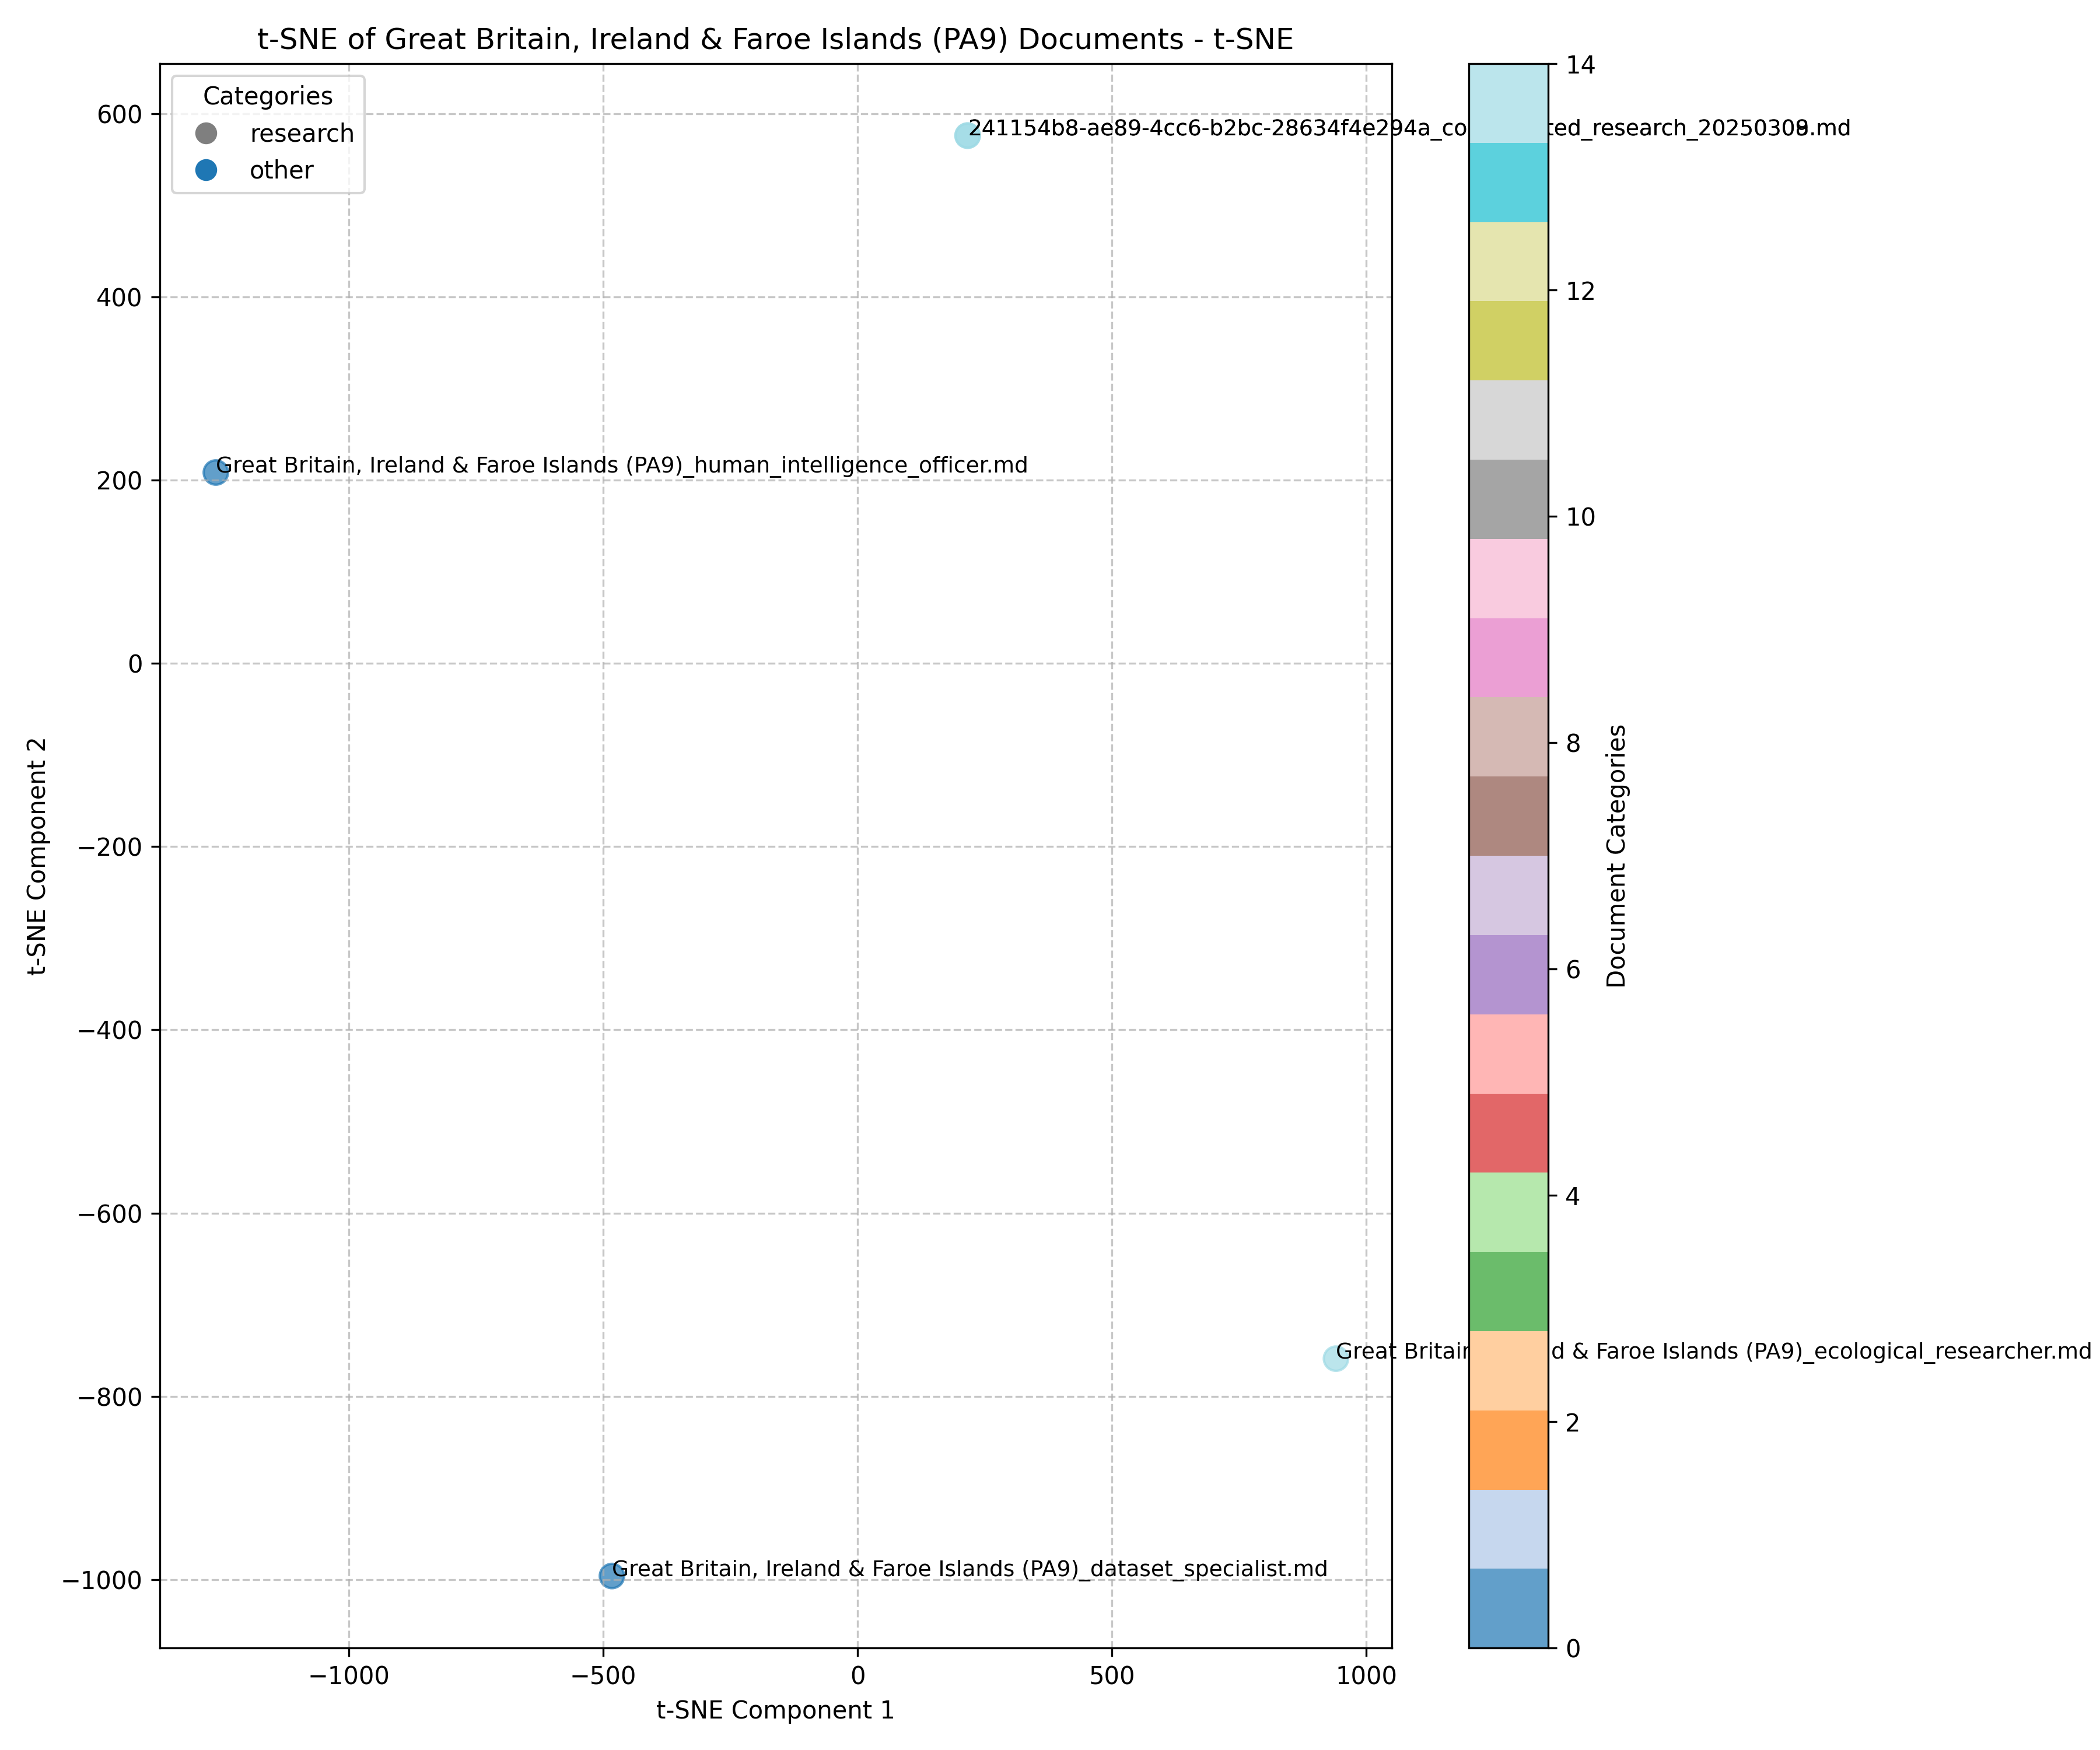 t-SNE of Great Britain, Ireland & Faroe Islands (PA9) Documents - t-SNE
Categories
research
other
600
400
200
0
−200
−400
−600
−800
−1000
t-SNE Component 2
241154b8-ae89-4cc6-b2bc-28634f4e294a_co ted_research_2025030 .md
Great Britain, Ireland & Faroe Islands (PA9)_human_intelligence_officer.md
Great Britain d & Faroe Islands (PA9)_ecological_researcher.md
Great Britain, Ireland & Faroe Islands (PA9)_dataset_specialist.md
−1000
−500
0
500
1000
t-SNE Component 1
14
12
10
8
6
4
2
0
Document Categories